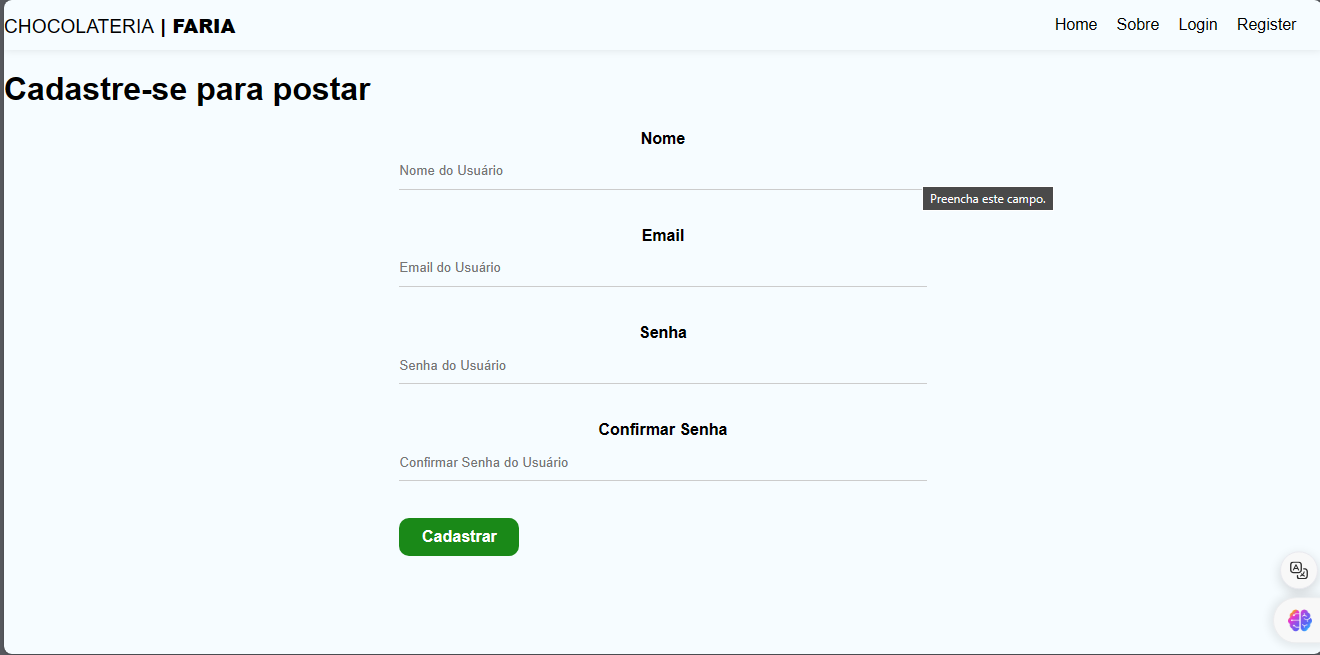 CHOCOLATERIA | FARIA
Home Sobre Login Register
Cadastre-se para postar
Nome
Nome do Usuário
Preencha este campo.
Email
Email do Usuário
Senha
Senha do Usuário
Confirmar Senha
Confirmar Senha do Usuário
Cadastrar